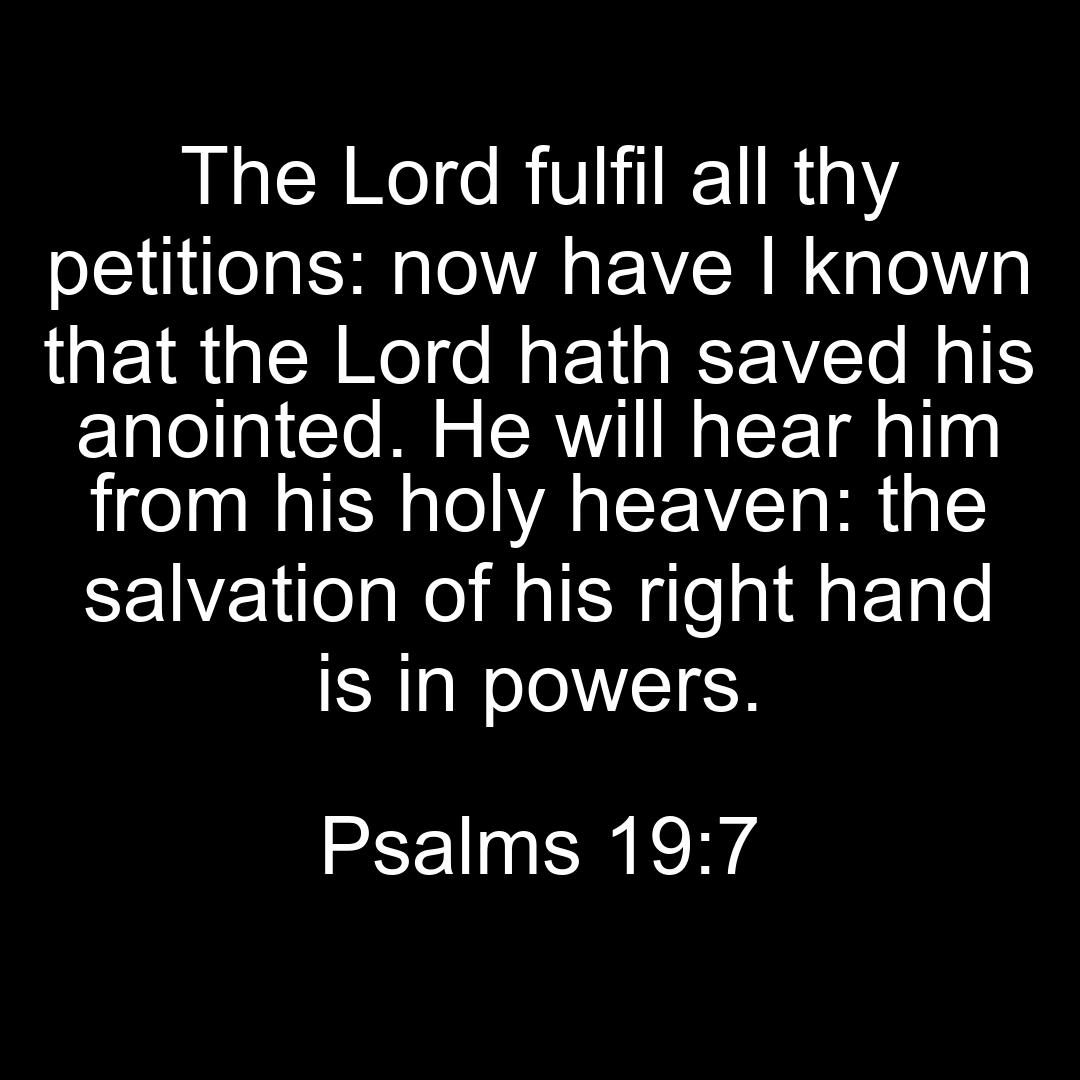 The Lord fulfil all thy
petitions: now have I known
that the Lord hath saved his
anointed. He will hear him
from his holy heaven: the
salvation of his right hand
is in powers.
Psalms 19:7